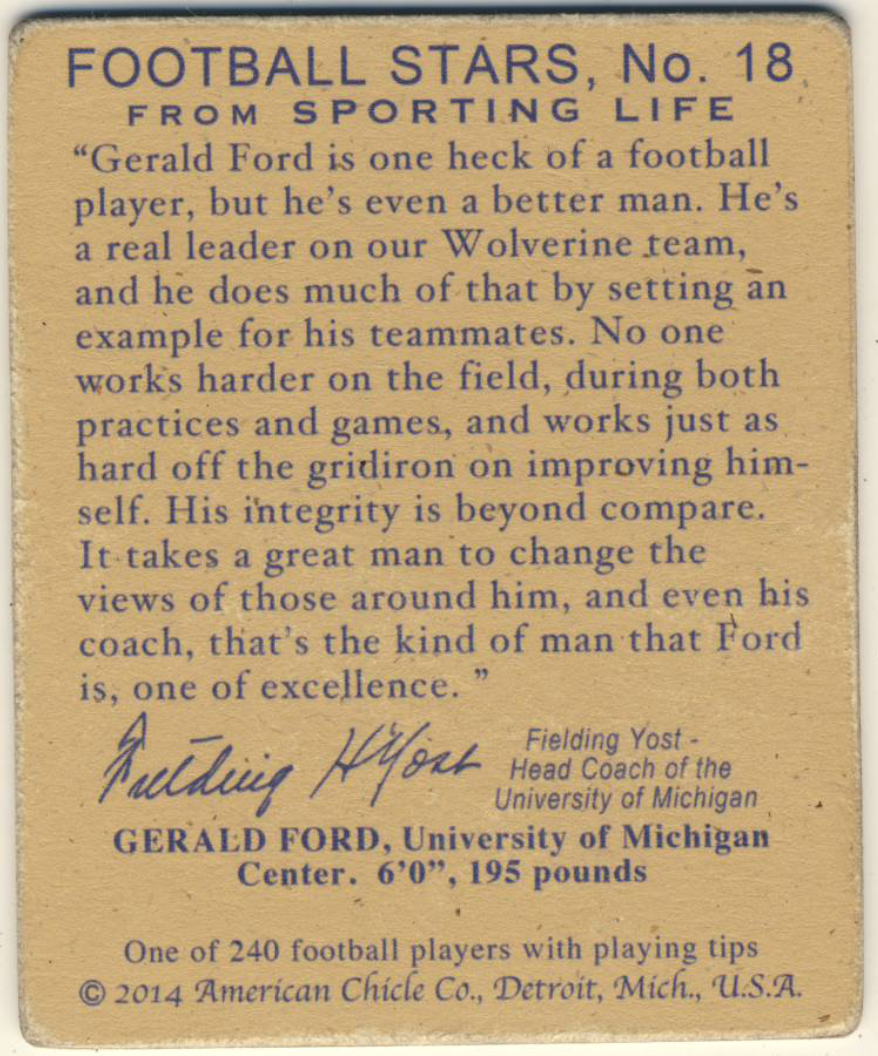 FOOTBALL STARS, No. 18
FROM SPORTING LIFE
“Gerald Ford is one heck of a football
player, but he’s even a better man. He’s
a real leader on our Wolverine team,
and he does much of that by setting an
example for his teammates. No one
works harder on the field, during both
practices and games, and works just as
hard off the gridiron on improving him-
self. His integrity is beyond compare.
It takes a great man to change the
views of those around him, and even his
coach, that’s the kind of man that Ford
is, one of excellence. ”
Fielding H Yost
Fielding Yost -
Head Coach of the
University of Michigan
GERALD FORD, University of Michigan
Center. 6’0”, 195 pounds
One of 240 football players with playing tips
© 2014 American Chicle Co., Detroit, Mich., U.S.A.